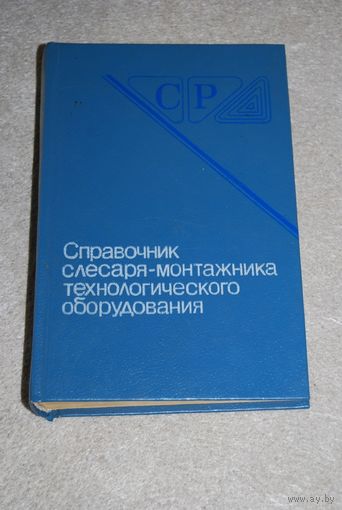 СР
Справочник
слесаря-монтажника
технологического
оборудования
www.ay.by